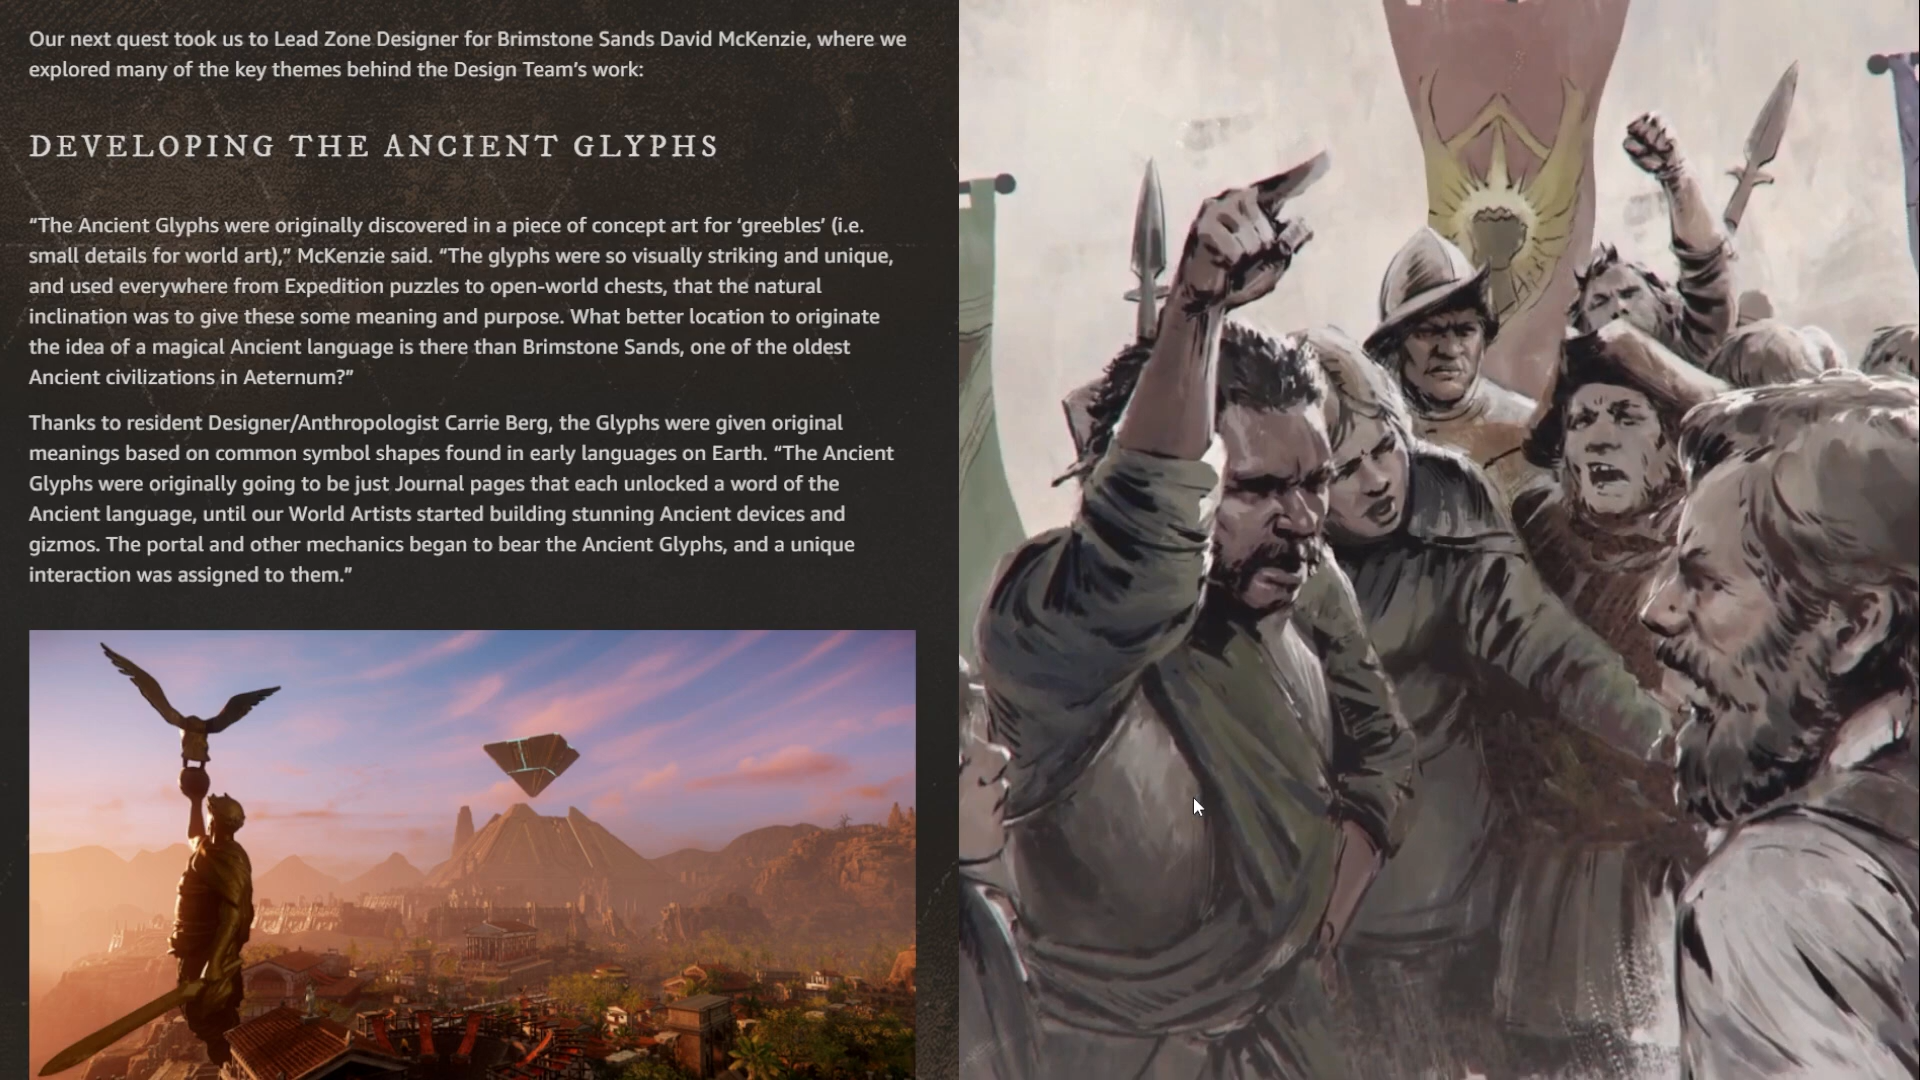 Our next quest took us to Lead Zone Designer for Brimstone Sands David McKenzie, where we
explored many of the key themes behind the Design Team’s work:
DEVELOPING THE ANCIENT GLYPHS
“The Ancient Glyphs were originally discovered in a piece of concept art for ‘greebles’ (i.e.
small details for world art),” McKenzie said. “The glyphs were so visually striking and unique,
and used everywhere from Expedition puzzles to open-world chests, that the natural
inclination was to give these some meaning and purpose. What better location to originate
the idea of a magical Ancient language is there than Brimstone Sands, one of the oldest
Ancient civilizations in Aeternum?”
Thanks to resident Designer/Anthropologist Carrie Berg, the Glyphs were given original
meanings based on common symbol shapes found in early languages on Earth. “The Ancient
Glyphs were originally going to be just Journal pages that each unlocked a word of the
Ancient language, until our World Artists started building stunning Ancient devices and
gizmos. The portal and other mechanics began to bear the Ancient Glyphs, and a unique
interaction was assigned to them.”